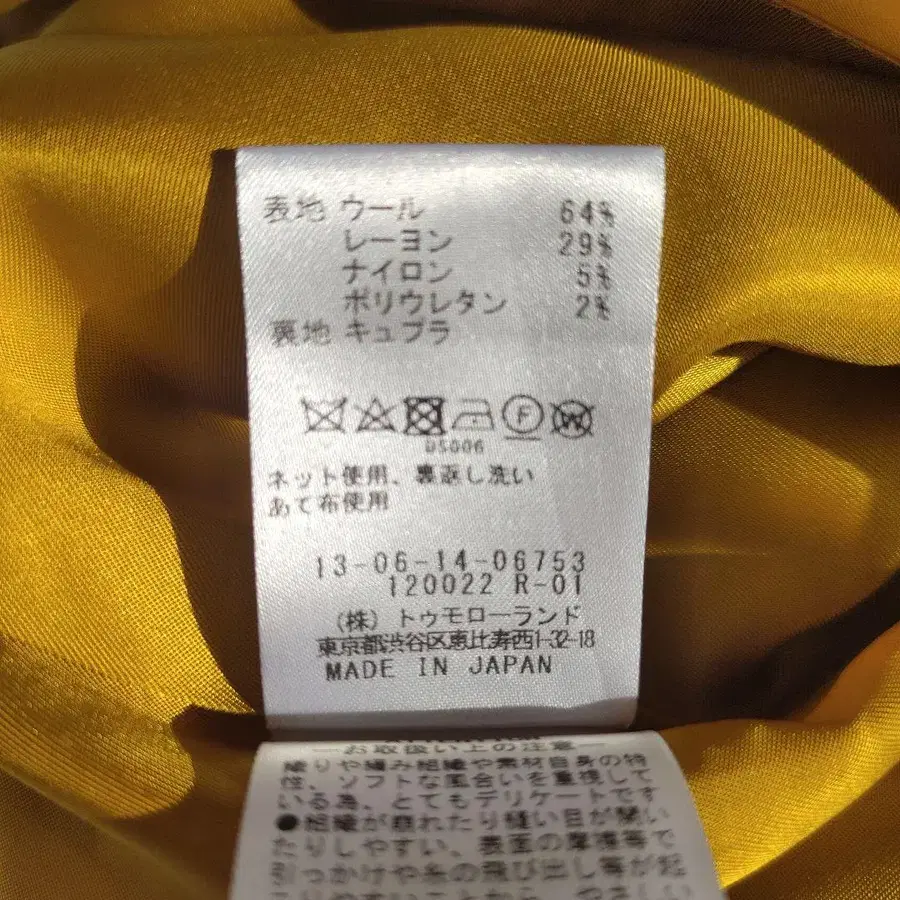 表地 ウール 64%
レーヨン 29%
ナイロン 5%
ポリウレタン 2%
裏地 キュプラ
F W
DS006
ネット使用、裏返し洗い
あて布使用
13-06-14-06753
120022 R-01
(株) トゥモローランド
東京都渋谷区恵比寿西1-32-18
MADE IN JAPAN
―お取扱い上の注意―
織りや編み組織や素材自身の特
徴、ソフトな風合いを重視して
いる為、とてもデリケートです
●組織が崩れたり縫い目が開い
たりしやすい、表面の摩擦等で
引っかけや糸の飛び出し等が起